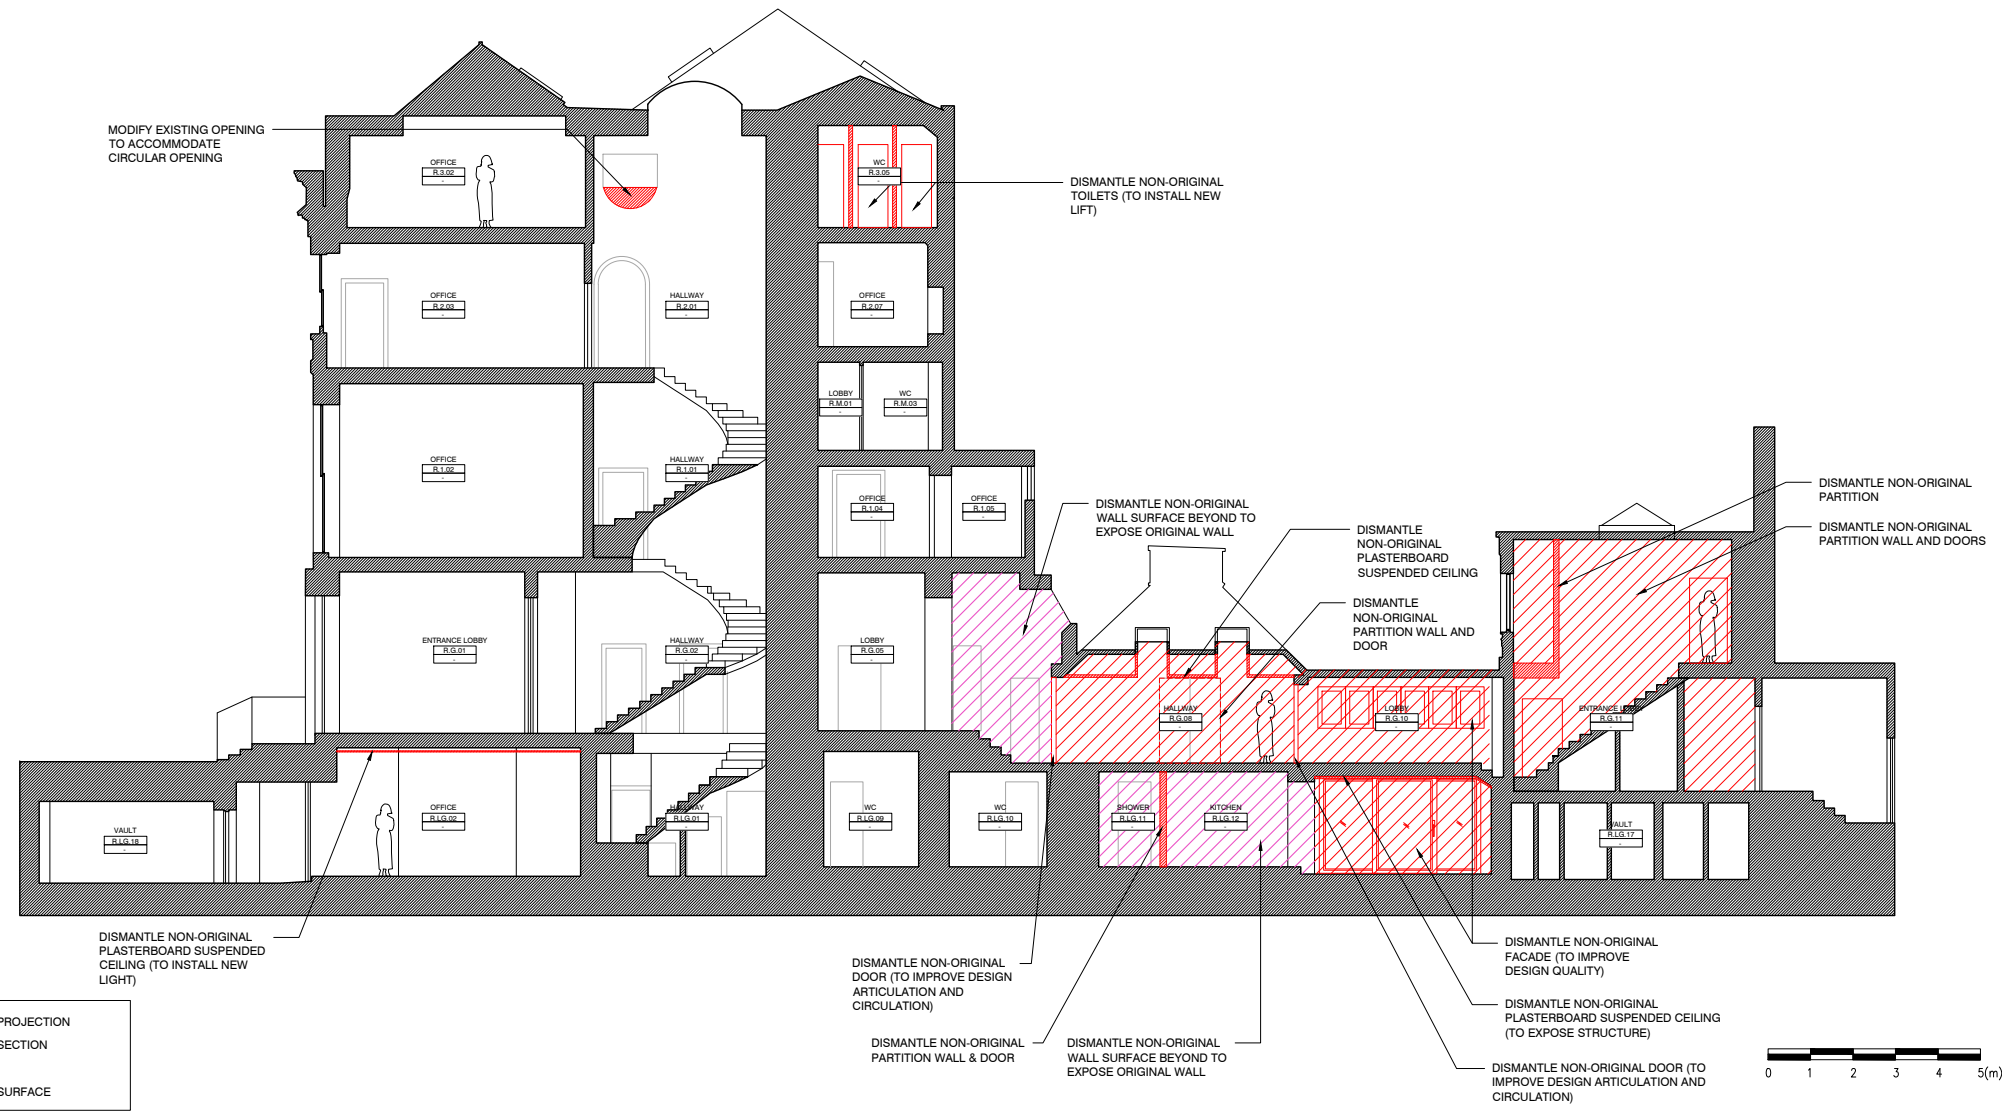 MODIFY EXISTING OPENING
TO ACCOMMODATE
CIRCULAR OPENING
OFFICE
R.3.02
-
WC
R.3.05
-
DISMANTLE NON-ORIGINAL
TOILETS (TO INSTALL NEW
LIFT)
OFFICE
R.2.03
-
HALLWAY
R.2.01
-
OFFICE
R.2.07
-
LOBBY
R.M.01
-
WC
R.M.03
-
OFFICE
R.1.02
-
HALLWAY
R.1.01
-
OFFICE
R.1.04
-
OFFICE
R.1.05
-
DISMANTLE NON-ORIGINAL
WALL SURFACE BEYOND TO
EXPOSE ORIGINAL WALL
DISMANTLE
NON-ORIGINAL
PLASTERBOARD
SUSPENDED CEILING
DISMANTLE
NON-ORIGINAL
PARTITION WALL AND
DOOR
DISMANTLE NON-ORIGINAL
PARTITION
DISMANTLE NON-ORIGINAL
PARTITION WALL AND DOORS
ENTRANCE LOBBY
R.G.01
-
HALLWAY
R.G.02
-
LOBBY
R.G.05
-
HALLWAY
R.G.08
-
LOBBY
R.G.10
-
ENTRANCE LOBBY
R.G.11
-
VAULT
R.LG.18
-
OFFICE
R.LG.02
-
HALLWAY
R.LG.01
-
WC
R.LG.09
-
WC
R.LG.10
-
SHOWER
R.LG.11
-
KITCHEN
R.LG.12
-
VAULT
R.LG.17
-
DISMANTLE NON-ORIGINAL
PLASTERBOARD SUSPENDED
CEILING (TO INSTALL NEW
LIGHT)
DISMANTLE NON-ORIGINAL
DOOR (TO IMPROVE DESIGN
ARTICULATION AND
CIRCULATION)
DISMANTLE NON-ORIGINAL
PARTITION WALL & DOOR
DISMANTLE NON-ORIGINAL
WALL SURFACE BEYOND TO
EXPOSE ORIGINAL WALL
DISMANTLE NON-ORIGINAL
FACADE (TO IMPROVE
DESIGN QUALITY)
DISMANTLE NON-ORIGINAL
PLASTERBOARD SUSPENDED CEILING
(TO EXPOSE STRUCTURE)
DISMANTLE NON-ORIGINAL DOOR (TO
IMPROVE DESIGN ARTICULATION AND
CIRCULATION)
PROJECTION
SECTION
SURFACE
0 1 2 3 4 5(m)